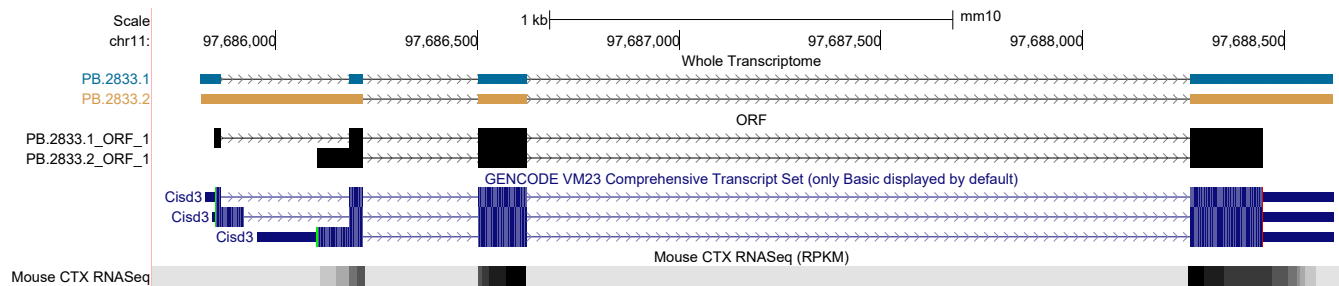 Scale 1 kb mm10
chr11: 97,686,000 97,686,500 97,687,000 97,687,500 97,688,000 97,688,500
Whole Transcriptome
PB.2833.1
PB.2833.2
ORF
PB.2833.1_ORF_1
PB.2833.2_ORF_1
GENCODE VM23 Comprehensive Transcript Set (only Basic displayed by default)
Cisd3
Cisd3
Cisd3
Mouse CTX RNASeq (RPKM)
Mouse CTX RNASeq